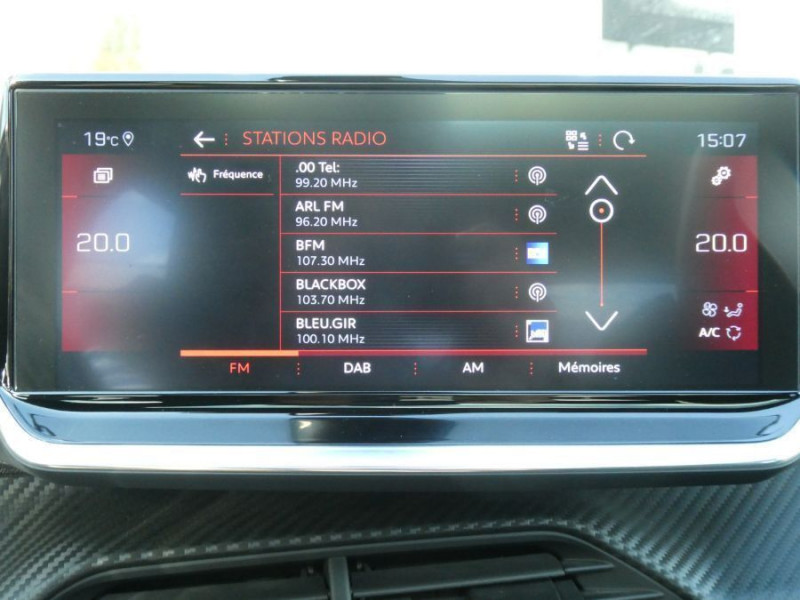 19°C
STATIONS RADIO
15:07
Fréquence
.00 Tel:
99.20 MHz
ARL FM
96.20 MHz
20.0
BFM
107.30 MHz
20.0
BLACKBOX
103.70 MHz
BLEU.GIR
100.10 MHz
A/C
FM
DAB
AM
Mémoires